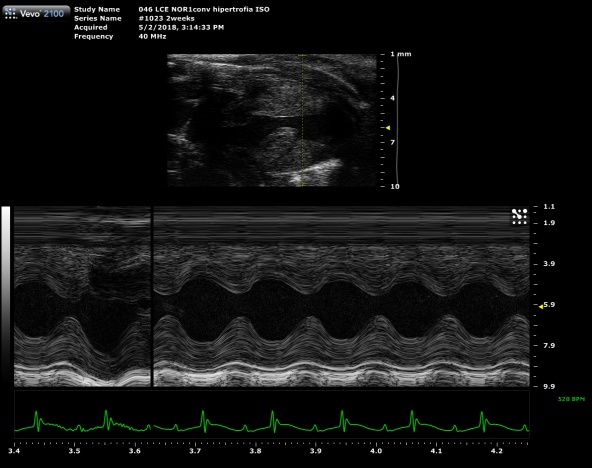 Vevo 2100
Study Name 046 LCE NOR1conv hipertrofia ISO
Series Name #1023 2weeks
Acquired 5/2/2018, 3:14:33 PM
Frequency 40 MHz
1 mm
4
7
10
1.1
1.9
3.9
5.9
7.9
9.9
520 BPM
3.4 3.5 3.6 3.7 3.8 3.9 4.0 4.1 4.2